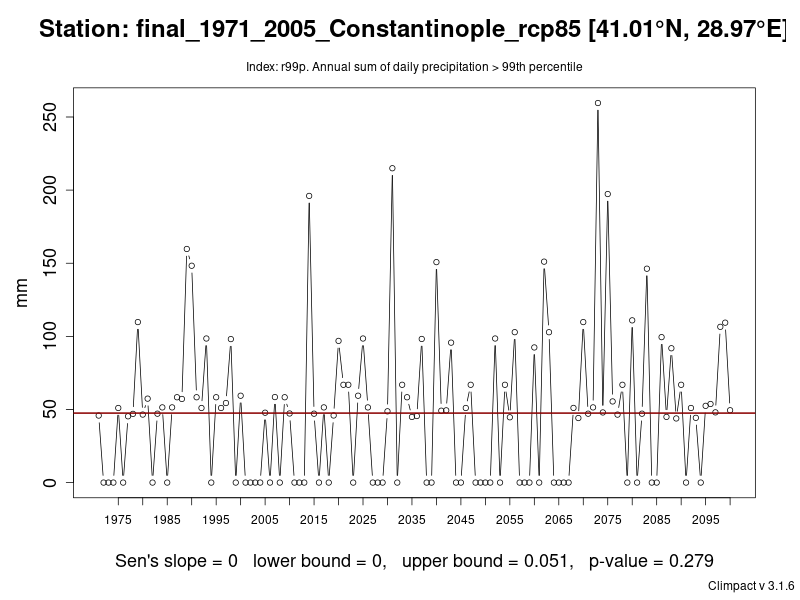 Station: final_1971_2005_Constantinople_rcp85 [41.01°N, 28.97°E]
Index: r99p. Annual sum of daily precipitation > 99th percentile
250
200
150
100
50
0
mm
1975 1985 1995 2005 2015 2025 2035 2045 2055 2065 2075 2085 2095
Sen's slope = 0 lower bound = 0, upper bound = 0.051, p-value = 0.279
Climpact v 3.1.6